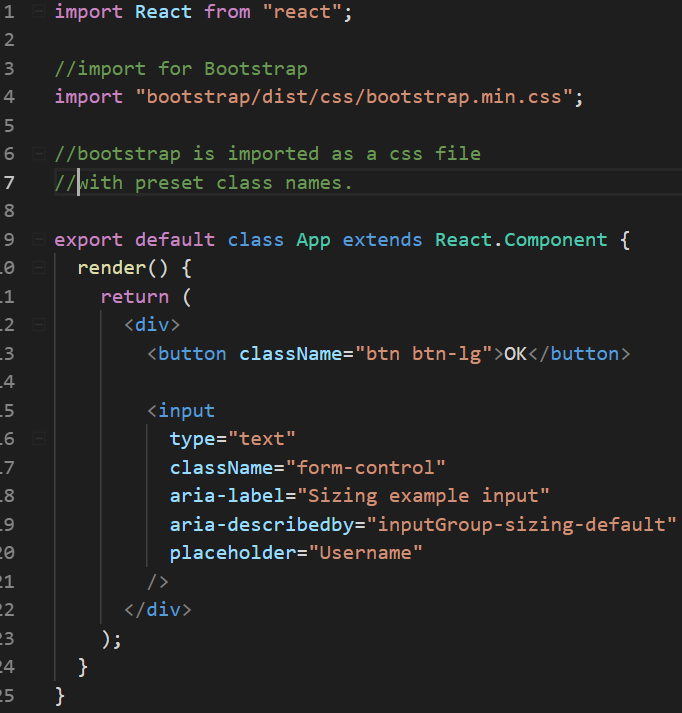 1 import React from "react";
2
3 //import for Bootstrap
4 import "bootstrap/dist/css/bootstrap.min.css";
5
6 //bootstrap is imported as a css file
7 //with preset class names.
8
9 export default class App extends React.Component {
10 render() {
11 return (
12 <div>
13 <button className="btn btn-lg">OK</button>
14
15 <input
16 type="text"
17 className="form-control"
18 aria-label="Sizing example input"
19 aria-describedby="inputGroup-sizing-default"
20 placeholder="Username"
21 />
22 </div>
23 );
24 }
25 }